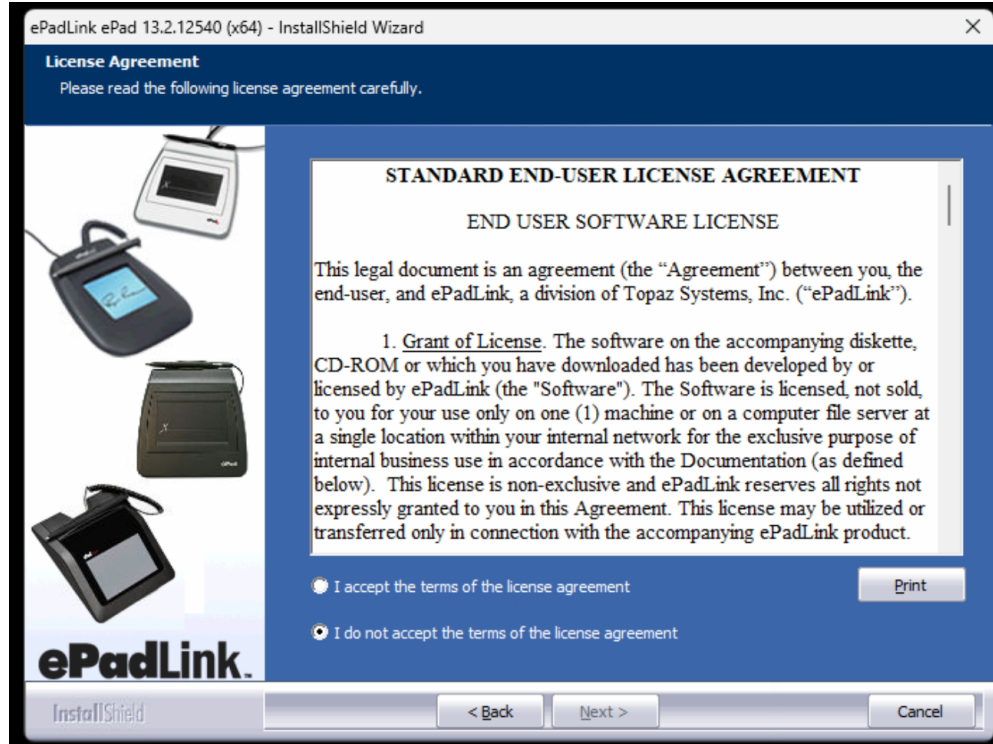 ePadLink ePad 13.2.12540 (x64) - InstallShield Wizard
License Agreement
Please read the following license agreement carefully.
STANDARD END-USER LICENSE AGREEMENT
END USER SOFTWARE LICENSE
This legal document is an agreement (the “Agreement”) between you, the
end-user, and ePadLink, a division of Topaz Systems, Inc. (“ePadLink”).
1. Grant of License. The software on the accompanying diskette,
CD-ROM or which you have downloaded has been developed by or
licensed by ePadLink (the "Software"). The Software is licensed, not sold,
to you for your use only on one (1) machine or on a computer file server at
a single location within your internal network for the exclusive purpose of
internal business use in accordance with the Documentation (as defined
below).  This license is non-exclusive and ePadLink reserves all rights not
expressly granted to you in this Agreement. This license may be utilized or
transferred only in connection with the accompanying ePadLink product.
I accept the terms of the license agreement
Print
I do not accept the terms of the license agreement
ePadLink™
InstallShield
< Back
Next >
Cancel